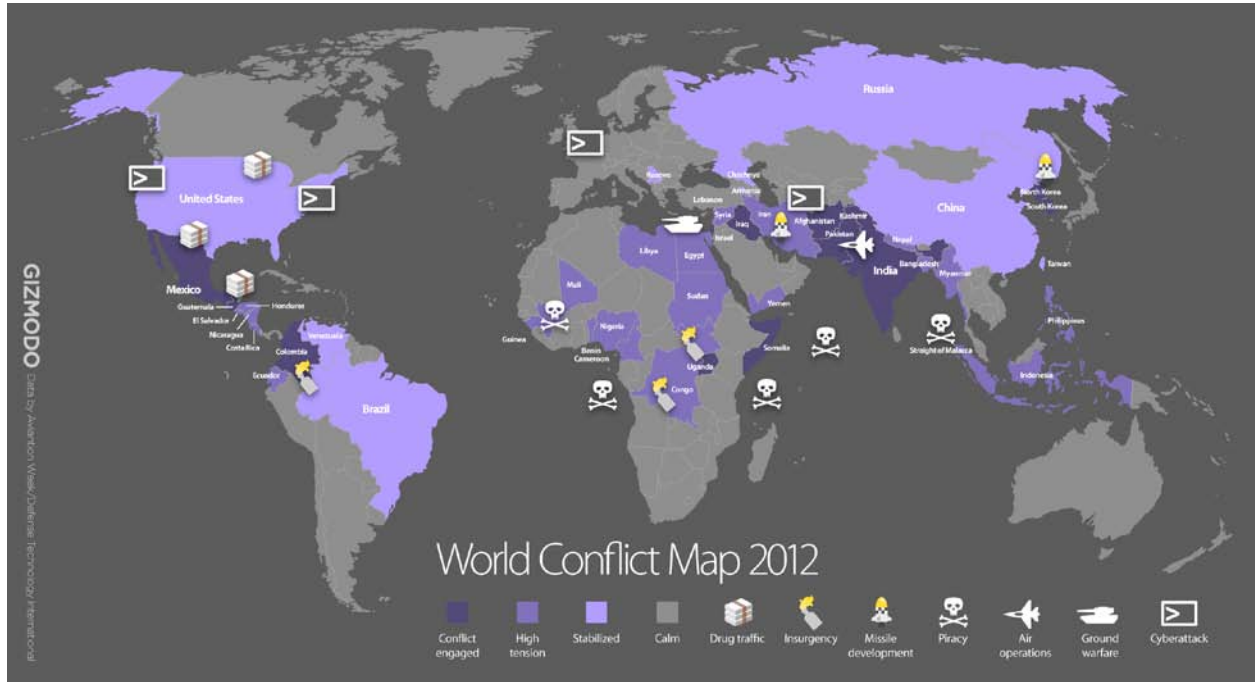 Russia
United States
Kosovo
Chechnya
Armenia
Lebanon
North Korea
South Korea
China
Syria
Iraq
Iran
Afghanistan
Kashmir
Pakistan
Israel
Libya
Egypt
Nepal
India
Bangladesh
Taiwan
Myanmar
Mexico
Guatemala
Honduras
El Salvador
Nicaragua
Costa Rica
Mali
Sudan
Yemen
Guinea
Nigeria
Philippines
Venezuela
Colombia
Benin
Cameroon
Somalia
Straight of Malacca
Uganda
Ecuador
Congo
Indonesia
Brazil
GIZMODO Data by Aviantion Week/Defense Technology International
World Conflict Map 2012
Conflict
engaged
High
tension
Stabilized
Calm
Drug traffic
Insurgency
Missile
development
Piracy
Air
operations
Ground
warfare
Cyberattack